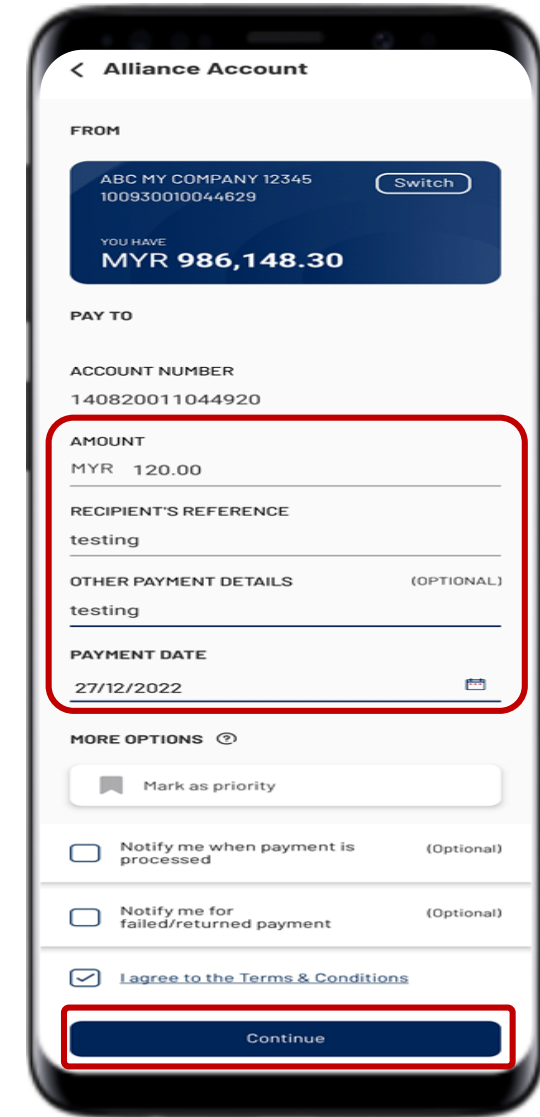 Alliance Account
FROM
ABC MY COMPANY 12345
Switch
100930010044629
YOU HAVE
MYR 986,148.30
PAY TO
ACCOUNT NUMBER
140820011044920
AMOUNT
MYR 120.00
RECIPIENT'S REFERENCE
testing
OTHER PAYMENT DETAILS (OPTIONAL)
testing
PAYMENT DATE
27/12/2022
MORE OPTIONS
Mark as priority
Notify me when payment is (Optional)
processed
Notify me for (Optional)
failed/returned payment
I agree to the Terms & Conditions
Continue